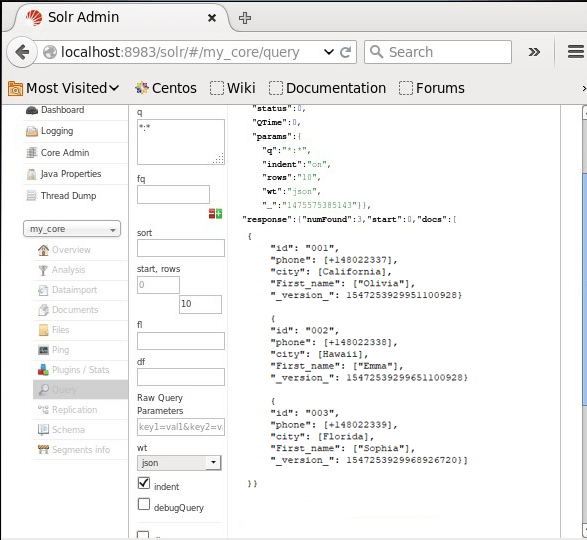 Solr Admin
localhost:8983/solr/#/my_core/query
Search
Most Visited
Centos
Wiki
Documentation
Forums
Dashboard
Logging
Core Admin
Java Properties
Thread Dump
my_core
Overview
Analysis
Dataimport
Documents
Files
Ping
Plugins / Stats
Query
Replication
Schema
Segments info
q
*:*
fq
sort
start, rows
0
10
fl
df
Raw Query
Parameters
key1=val1&key2=v
wt
json
indent
debugQuery
"status":0,
"QTime":0,
"params":{
"q":"*:*",
"indent":"on",
"rows":"10",
"wt":"json",
"_":"1475575385143"}},
"response":{"numFound":3,"start":0,"docs":[
{
"id": "001",
"phone": [+148022337],
"city": [California],
"First_name": ["Olivia"],
"_version_": 1547253929951100928}
{
"id": "002",
"phone": [+148022338],
"city": [Hawaii],
"First_name": ["Emma"],
"_version_": 1547253929651100928}
{
"id": "003",
"phone": [+148022339],
"city": [Florida],
"First_name": ["Sophia"],
"_version_": 1547253929968926720}]
}}